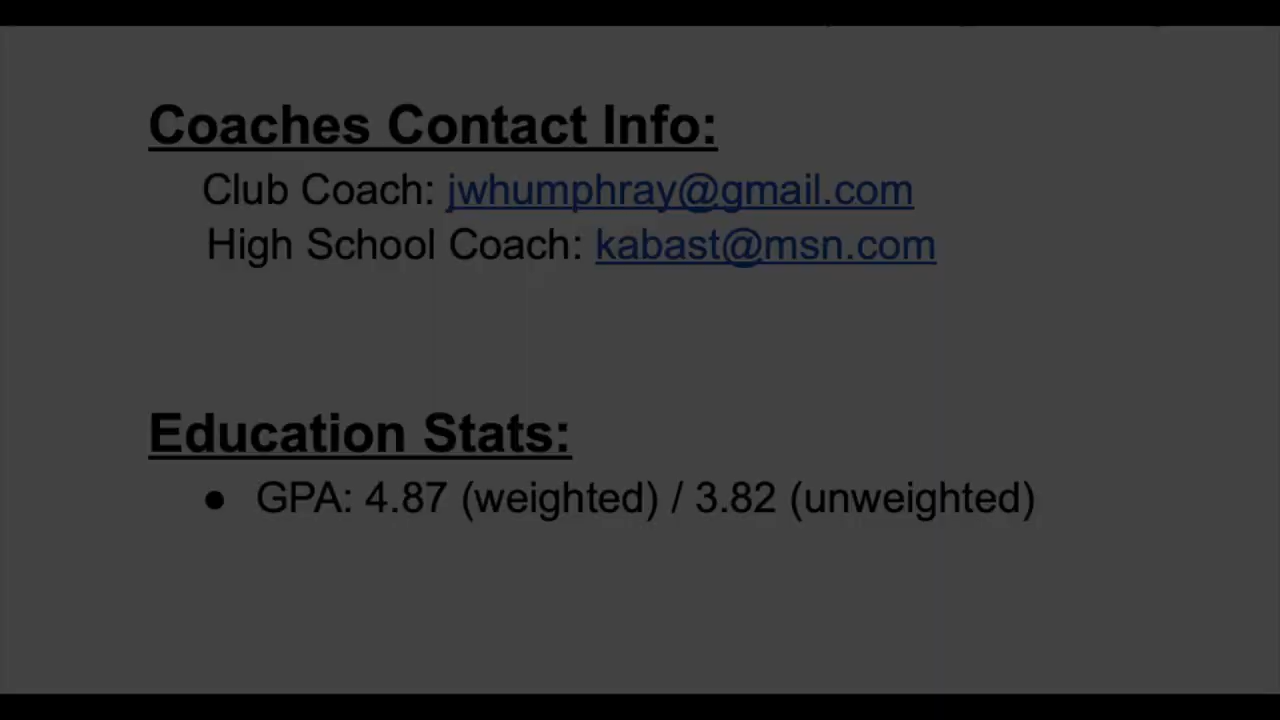 Coaches Contact Info:
Club Coach: jwhumphray@gmail.com
High School Coach: kabast@msn.com
Education Stats:
● GPA: 4.87 (weighted) / 3.82 (unweighted)